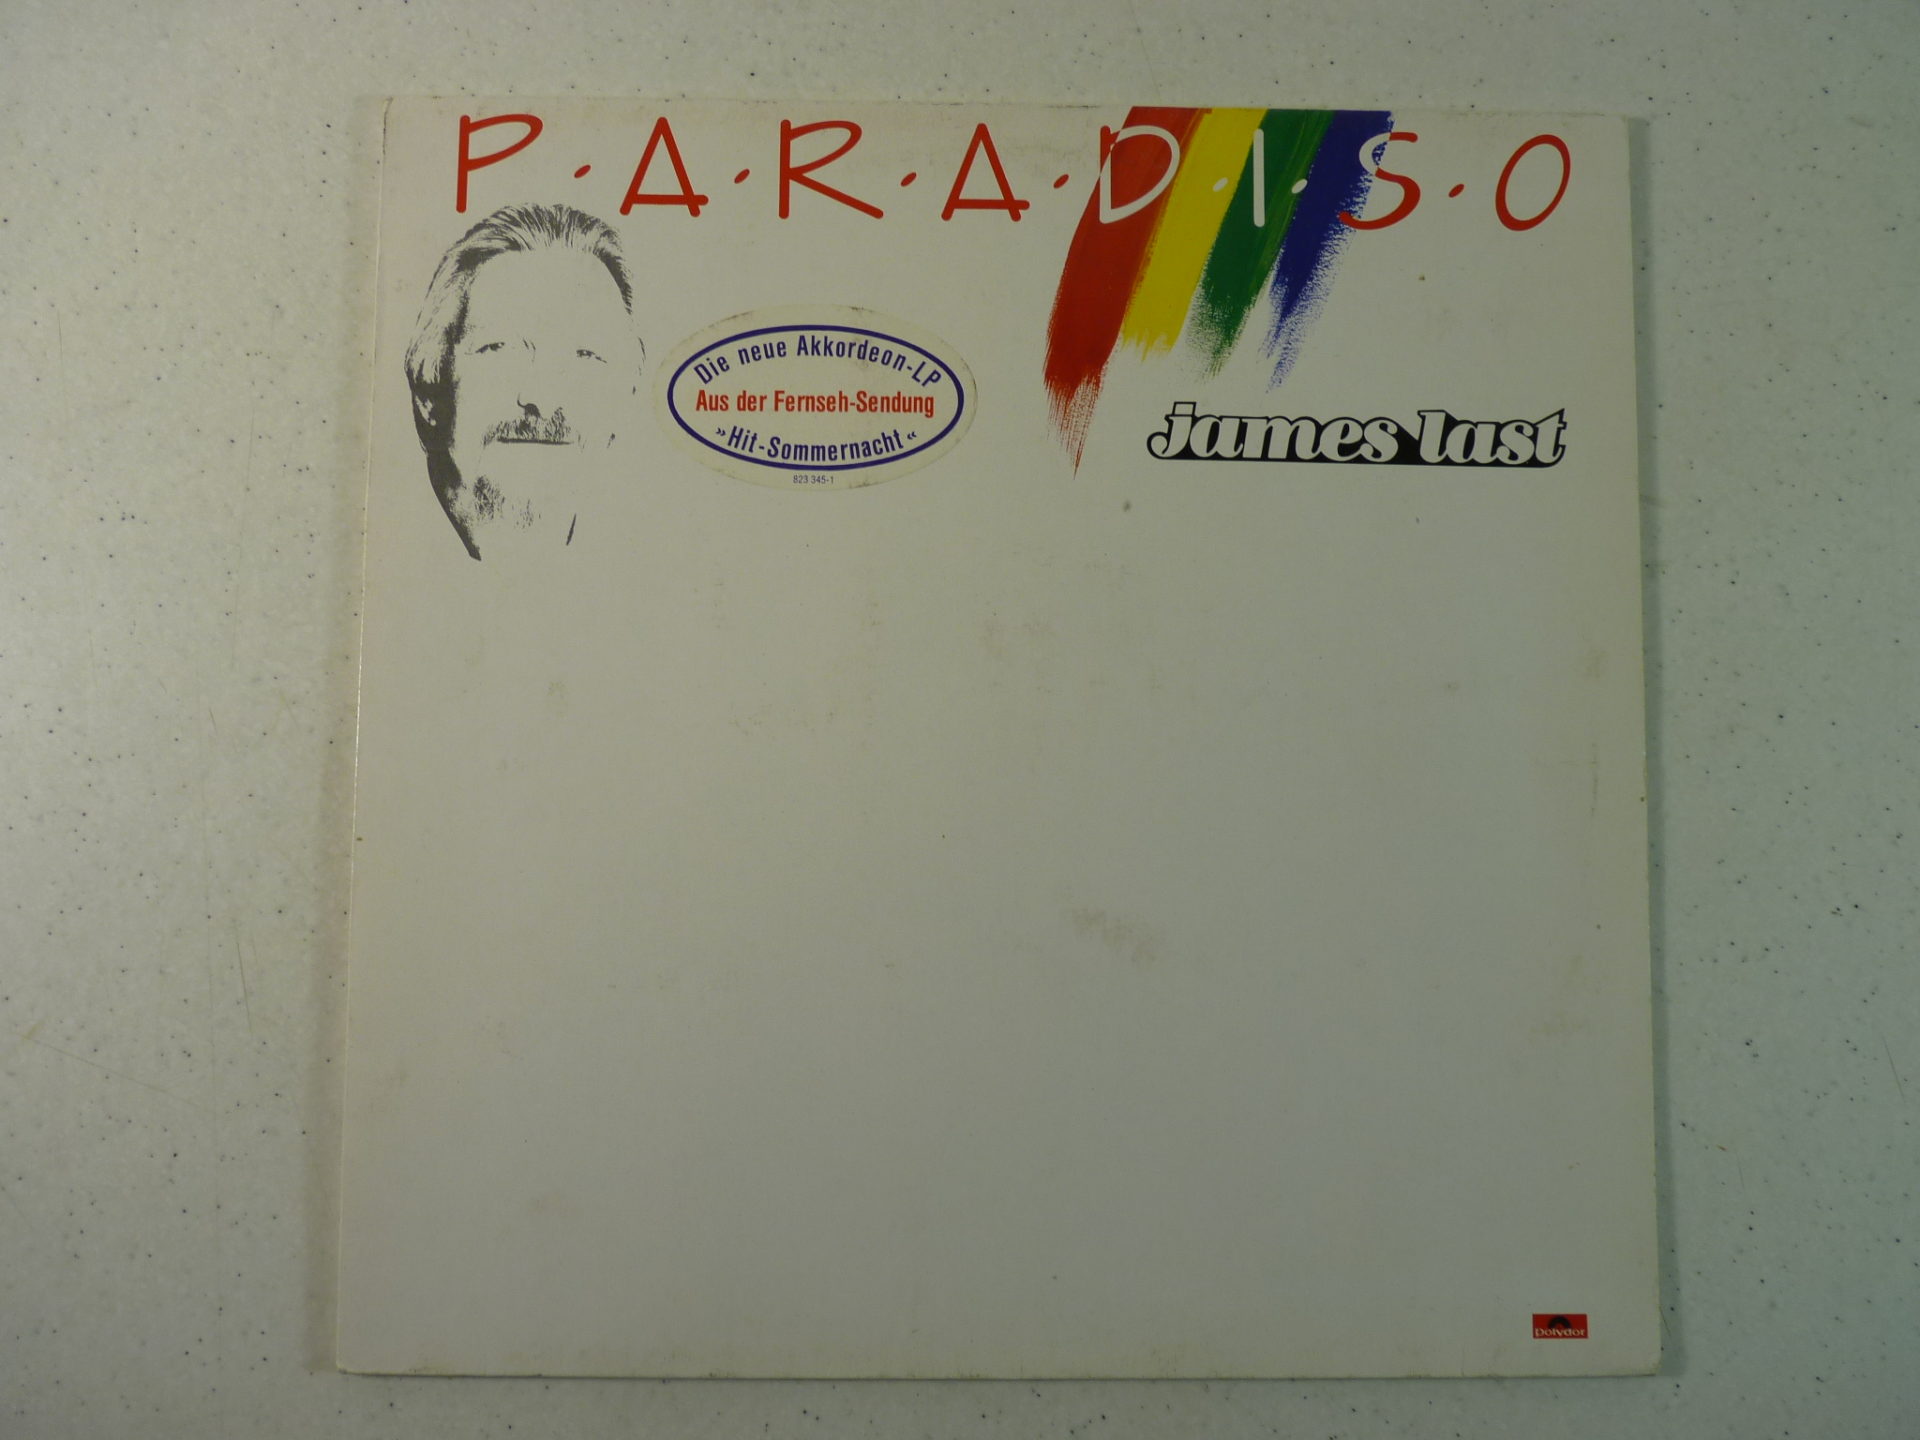 P·A·R·A·D·I·S·O
Die neue Akkordeon-LP
Aus der Fernseh-Sendung
»Hit-Sommernacht«
823 345-1
james last
polydor